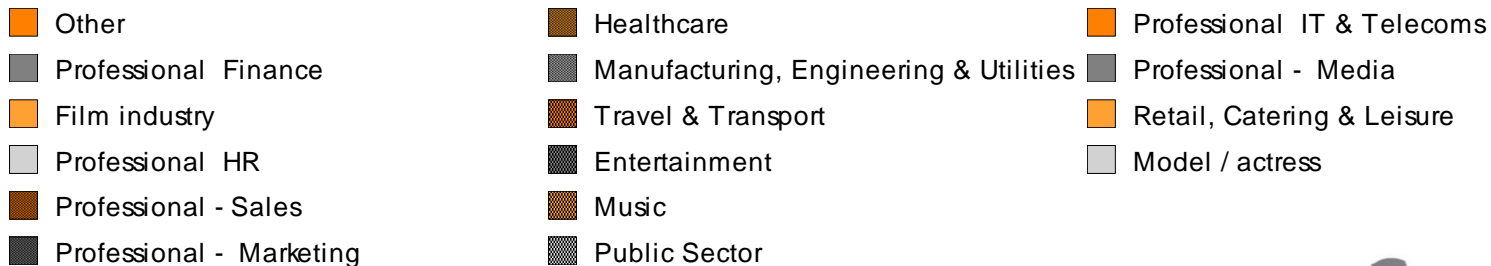 Other
Professional Finance
Film industry
Professional HR
Professional - Sales
Professional - Marketing
Healthcare
Manufacturing, Engineering & Utilities
Travel & Transport
Entertainment
Music
Public Sector
Professional IT & Telecoms
Professional - Media
Retail, Catering & Leisure
Model / actress